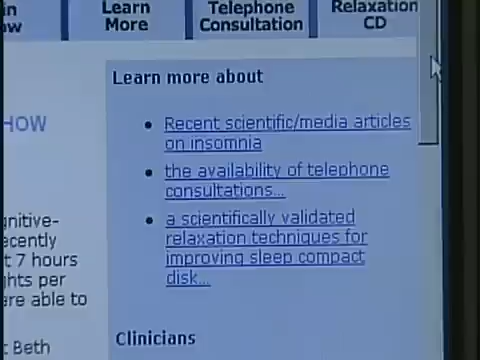 in
Learn
More
Telephone
Consultation
Relaxation
CD
Learn more about
HOW
• Recent scientific/media articles
on insomnia
• the availability of telephone
consultations...
• a scientifically validated
relaxation techniques for
improving sleep compact
disk...
gnitive-
ecently
t 7 hours
ghts per
are able to
Beth
Clinicians